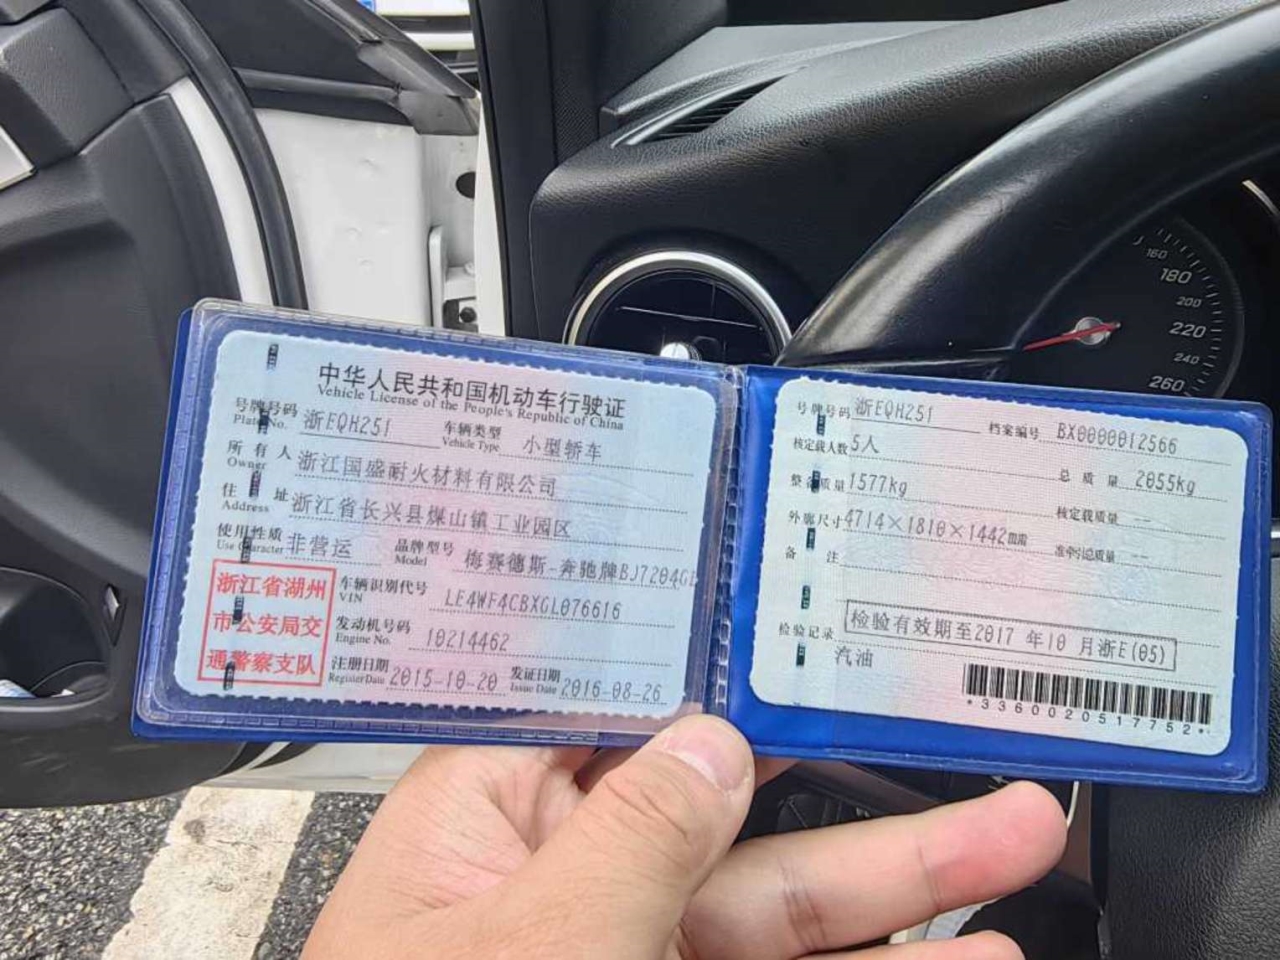 中华人民共和国机动车行驶证
Vehicle License of the People's Republic of China
号牌号码 浙EQH251 车辆类型 小型轿车
Plate No. Vehicle Type
所有人 浙江国盛耐火材料有限公司
Owner
住址 浙江省长兴县煤山镇工业园区
Address
使用性质 非营运 品牌型号 梅赛德斯-奔驰牌BJ7204G
Use Character Model
浙江省湖州
市公安局交
通警察支队
车辆识别代号 LE4WF4CBXGL076616
VIN
发动机号码 10214462
Engine No.
注册日期 2015-10-20 发证日期 2016-08-26
Register Date Issue Date
号牌号码 浙EQH251 档案编号 BX0000012566
核定载人数 5人 总质量 2055kg
整备质量 1577kg 核定载质量 --
外廓尺寸 4714×1810×1442 准牵引总质量 --
备注
检验有效期至2017 年10 月浙E(05)
检验记录
汽油
*3360020517752*
160
180
200
220
240
260